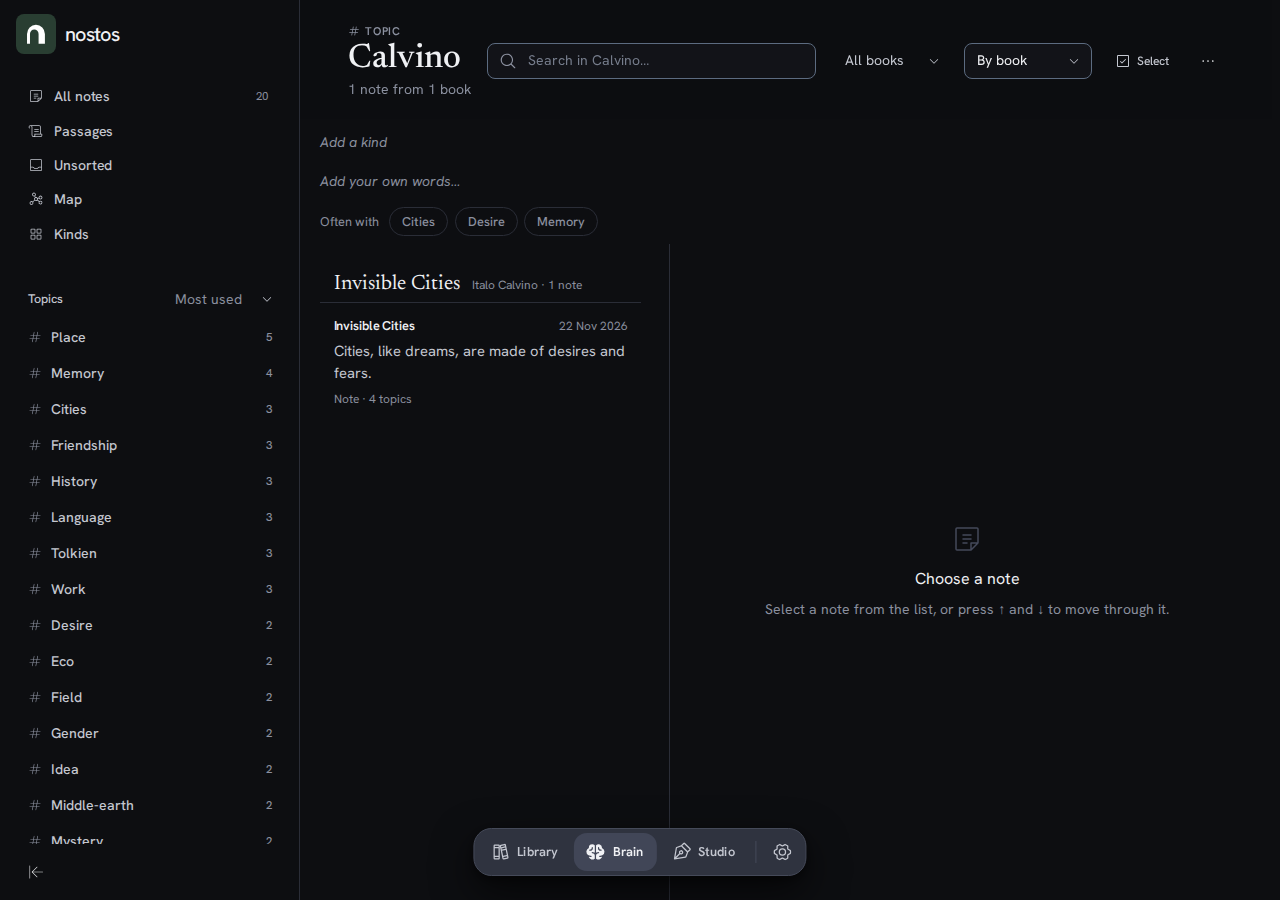 nostos
All notes 20
Passages
Unsorted
Map
Kinds
Topics Most used
# Place 5
# Memory 4
# Cities 3
# Friendship 3
# History 3
# Language 3
# Tolkien 3
# Work 3
# Desire 2
# Eco 2
# Field 2
# Gender 2
# Idea 2
# Middle-earth 2
# Mystery 2
# TOPIC
Calvino
1 note from 1 book
Search in Calvino...
All books
By book
Select
Add a kind
Add your own words...
Often with Cities Desire Memory
Invisible Cities Italo Calvino · 1 note
Invisible Cities 22 Nov 2026
Cities, like dreams, are made of desires and
fears.
Note · 4 topics
Choose a note
Select a note from the list, or press ↑ and ↓ to move through it.
Library Brain Studio